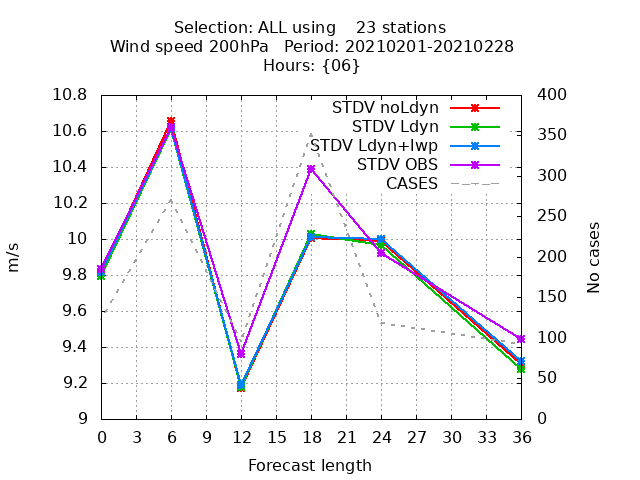 Selection: ALL using    23 stations
Wind speed 200hPa   Period: 20210201-20210228
Hours: {06}
10.8
10.6
10.4
10.2
10
9.8
9.6
9.4
9.2
9
m/s
STDV noLdyn
STDV Ldyn
STDV Ldyn+lwp
STDV OBS
CASES
400
350
300
250
200
150
100
50
0
No cases
0 3 6 9 12 15 18 21 24 27 30 33 36
Forecast length